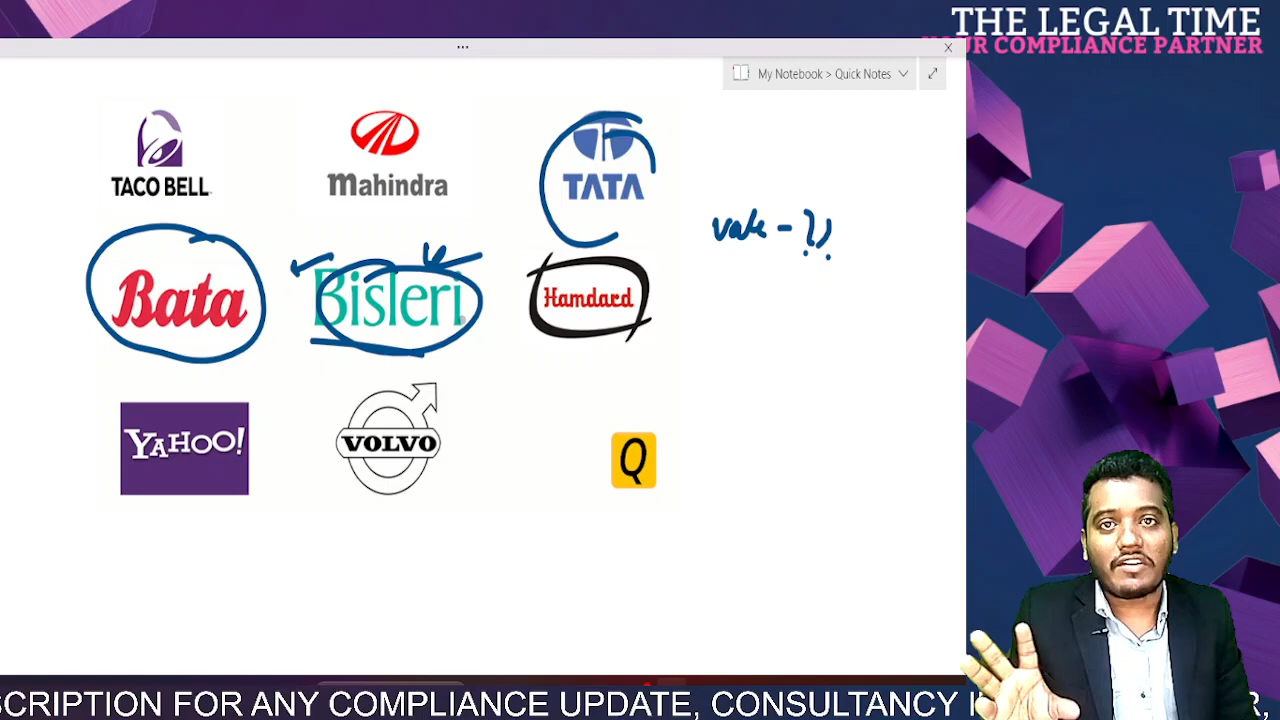 THE LEGAL TIME
YOUR COMPLIANCE PARTNER
My Notebook > Quick Notes
TACO BELL
Mahindra
TATA
Bata
Bisleri
Hamdard
YAHOO!
VOLVO
Q
SCRIPTION FOR ANY COMPLIANCE UPDATE, CONSULTANCY